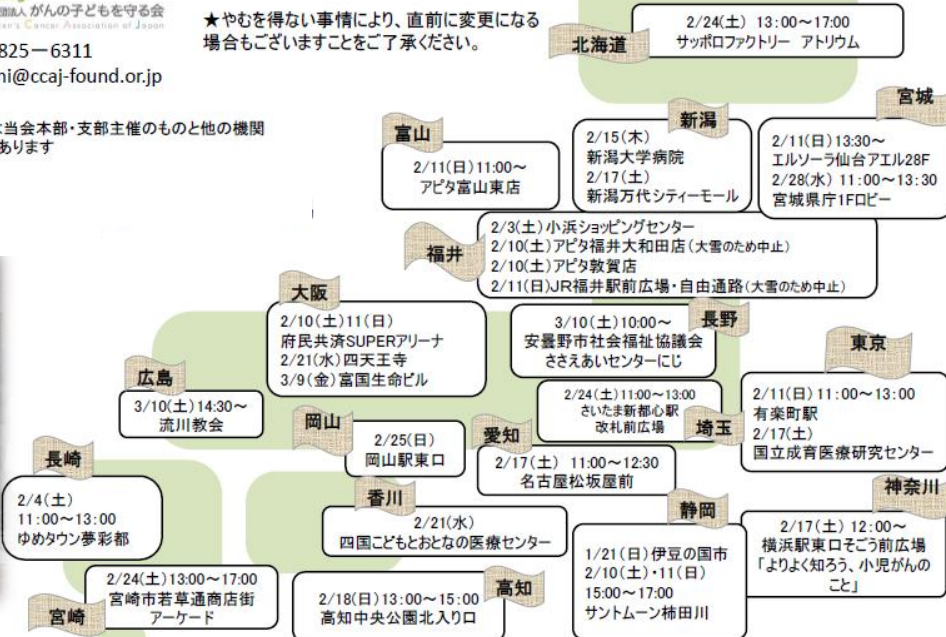 財団法人 がんの子どもを守る会
en's Cancer Association of Japan
825－6311
ni@ccaj-found.or.jp
当会本部・支部主催のものと他の機関
あります
★やむを得ない事情により、直前に変更になる
場合もございますことをご了承ください。
北海道
2/24(土) 13：00～17:00
サッポロファクトリー アトリウム
宮城
2/11(日)13:30～
エルソーラ仙台アエル28F
2/28(水) 11:00～13:30
宮城県庁1Fロビー
新潟
2/15(木)
新潟大学病院
2/17(土)
新潟万代シティーモール
富山
2/11(日)11:00～
アピタ富山東店
福井
2/3(土)小浜ショッピングセンター
2/10(土)アピタ福井大和田店(大雪のため中止)
2/10(土)アピタ敦賀店
2/11(日)JR福井駅前広場・自由通路(大雪のため中止)
大阪
2/10(土)11(日)
府民共済SUPERアリーナ
2/21(水)四天王寺
3/9(金)富国生命ビル
長野
3/10(土)10:00～
安曇野市社会福祉協議会
ささえあいセンターにじ
東京
2/11(日)11:00～13:00
有楽町駅
2/17(土)
国立成育医療研究センター
広島
3/10(土)14:30～
流川教会
埼玉
2/24(土)11:00～13:00
さいたま新都心駅
改札前広場
岡山
2/25(日)
岡山駅東口
愛知
2/17(土) 11:00～12:30
名古屋松坂屋前
長崎
2/4(土)
11:00～13:00
ゆめタウン夢彩都
香川
2/21(水)
四国こどもとおとなの医療センター
静岡
1/21(日)伊豆の国市
2/10(土)・11(日)
15:00～17:00
サントムーン柿田川
神奈川
2/17(土) 12:00～
横浜駅東口そごう前広場
「よりよく知ろう、小児がんの
こと」
宮崎
2/24(土)13:00～17:00
宮崎市若草通商店街
アーケード
高知
2/18(日)13:00～15:00
高知中央公園北入り口